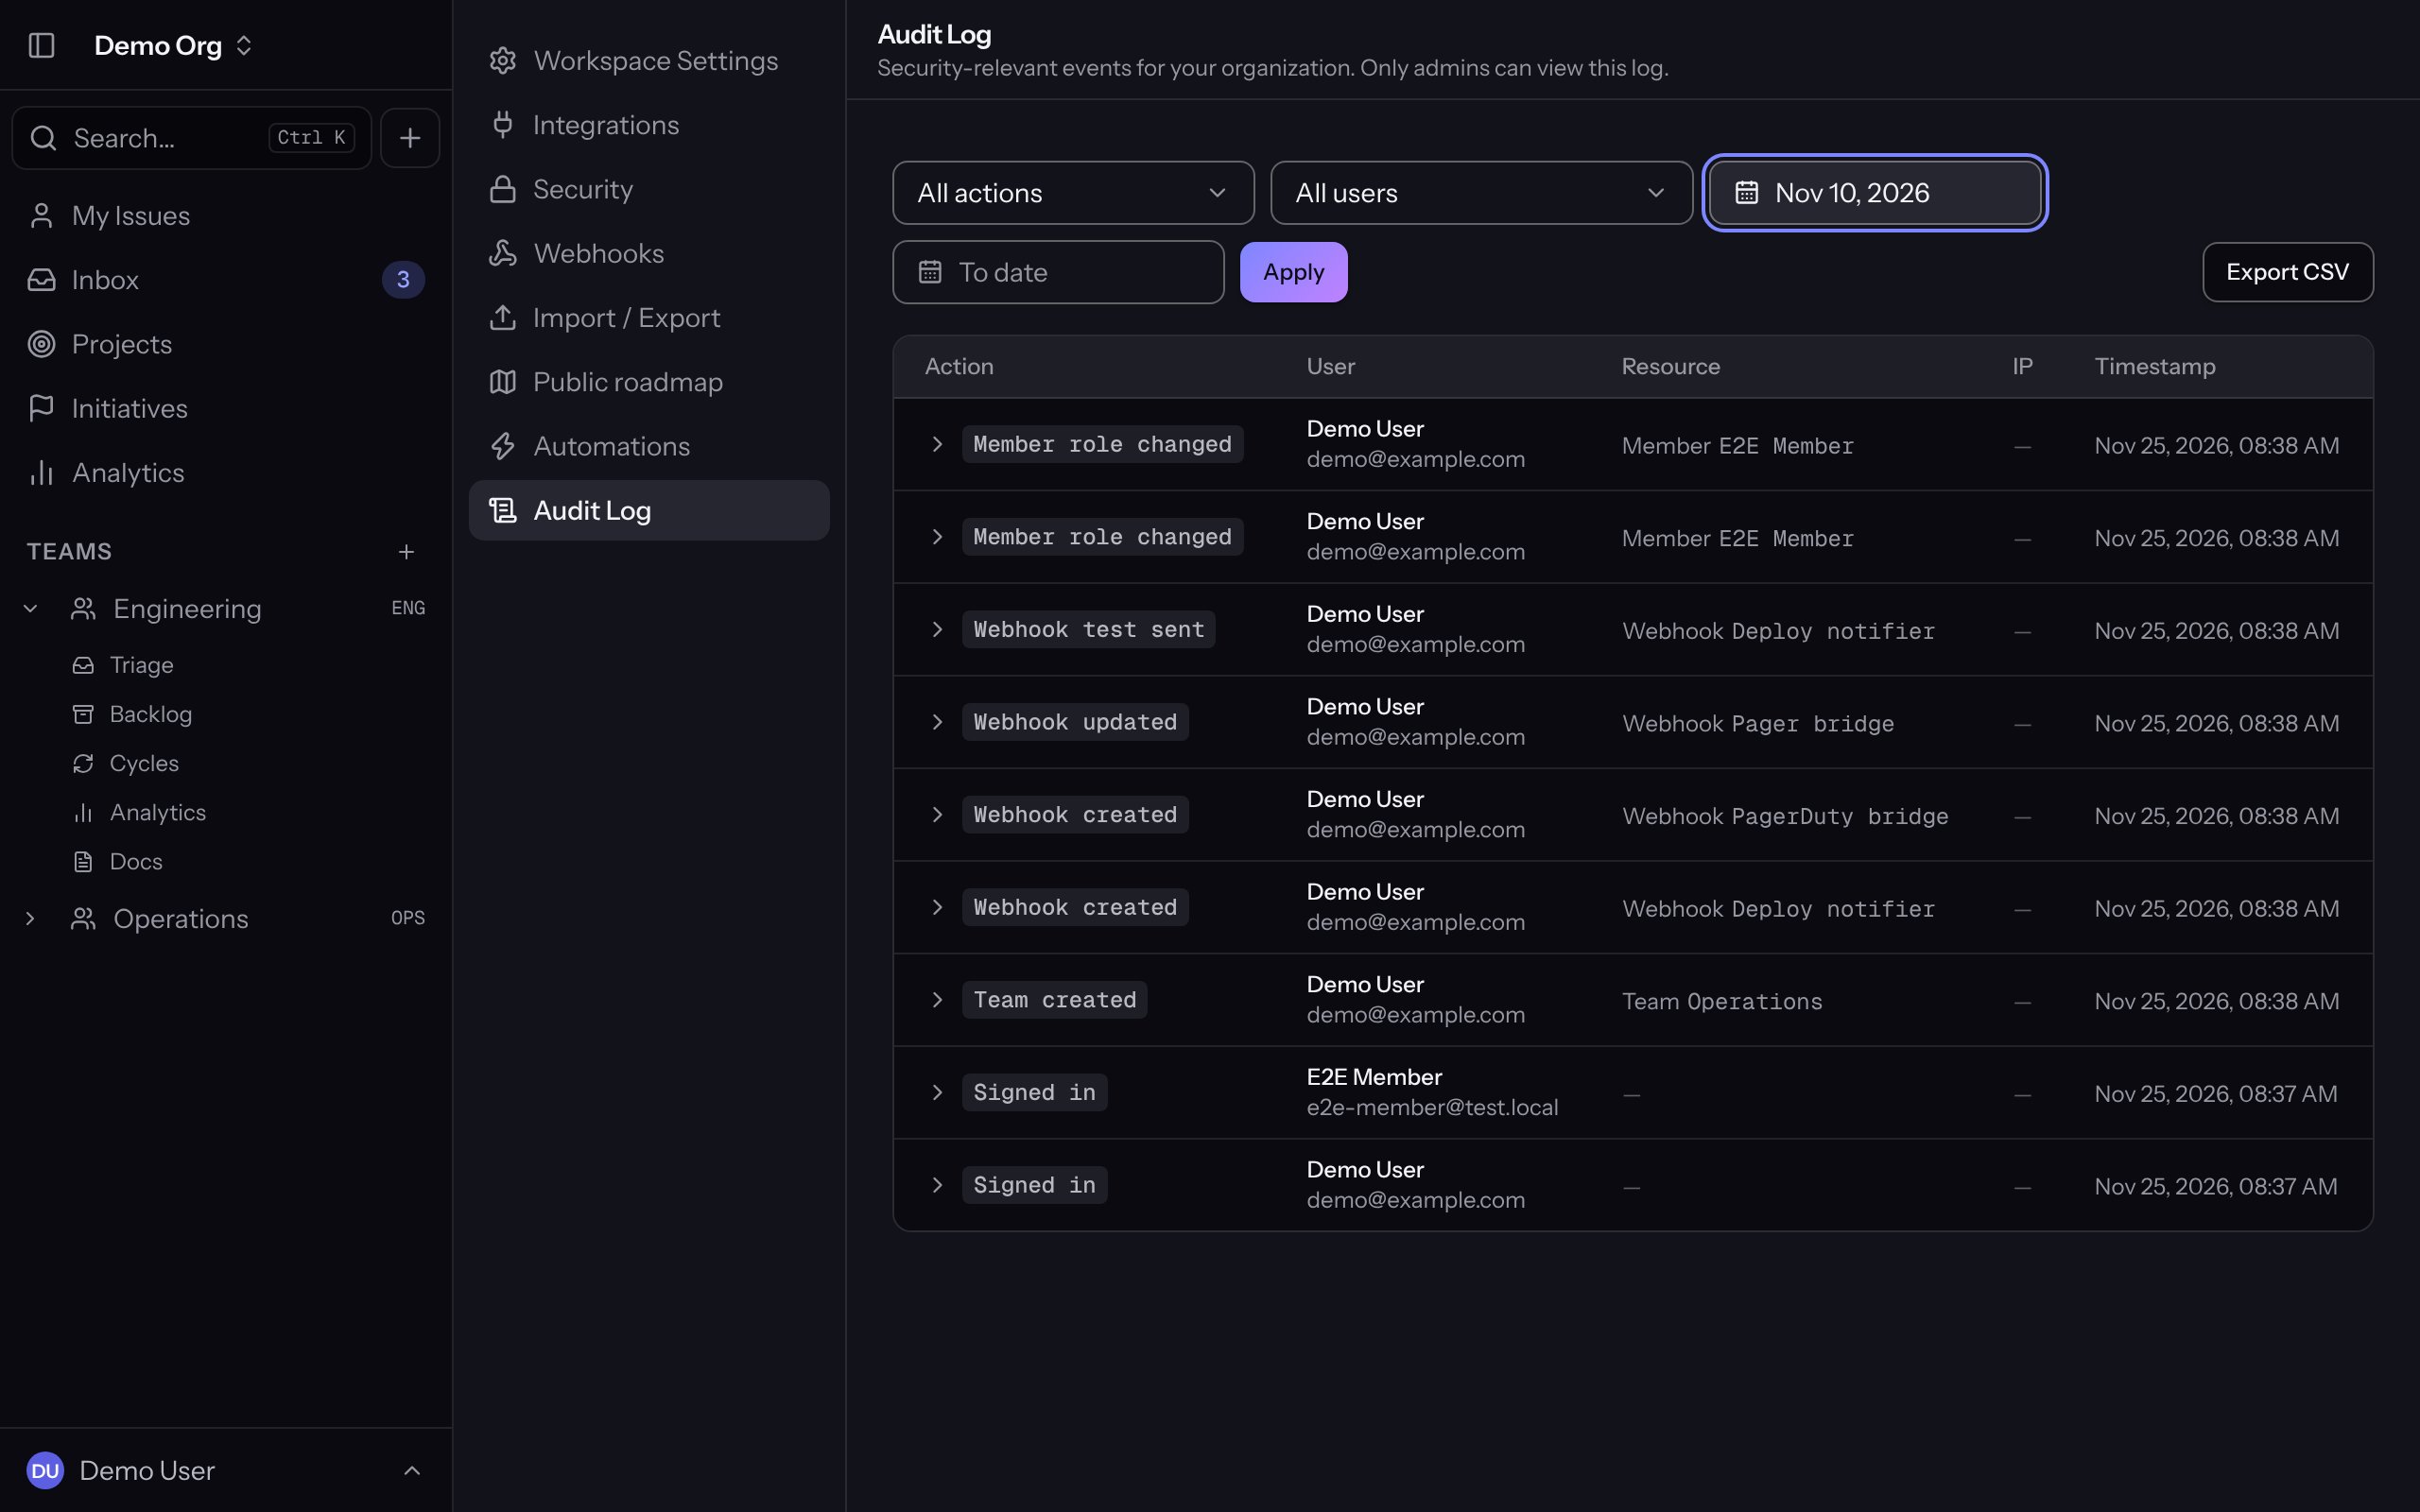 Demo Org
Search...
Ctrl K
My Issues
Inbox
3
Projects
Initiatives
Analytics
TEAMS
Engineering
ENG
Triage
Backlog
Cycles
Analytics
Docs
Operations
OPS
DU
Demo User
Workspace Settings
Integrations
Security
Webhooks
Import / Export
Public roadmap
Automations
Audit Log
Audit Log
Security-relevant events for your organization. Only admins can view this log.
All actions
All users
Nov 10, 2026
To date
Apply
Export CSV
Action User Resource IP Timestamp
Member role changed
Demo User
demo@example.com
Member E2E Member
—
Nov 25, 2026, 08:38 AM
Member role changed
Demo User
demo@example.com
Member E2E Member
—
Nov 25, 2026, 08:38 AM
Webhook test sent
Demo User
demo@example.com
Webhook Deploy notifier
—
Nov 25, 2026, 08:38 AM
Webhook updated
Demo User
demo@example.com
Webhook Pager bridge
—
Nov 25, 2026, 08:38 AM
Webhook created
Demo User
demo@example.com
Webhook PagerDuty bridge
—
Nov 25, 2026, 08:38 AM
Webhook created
Demo User
demo@example.com
Webhook Deploy notifier
—
Nov 25, 2026, 08:38 AM
Team created
Demo User
demo@example.com
Team Operations
—
Nov 25, 2026, 08:38 AM
Signed in
E2E Member
e2e-member@test.local
—
—
Nov 25, 2026, 08:37 AM
Signed in
Demo User
demo@example.com
—
—
Nov 25, 2026, 08:37 AM